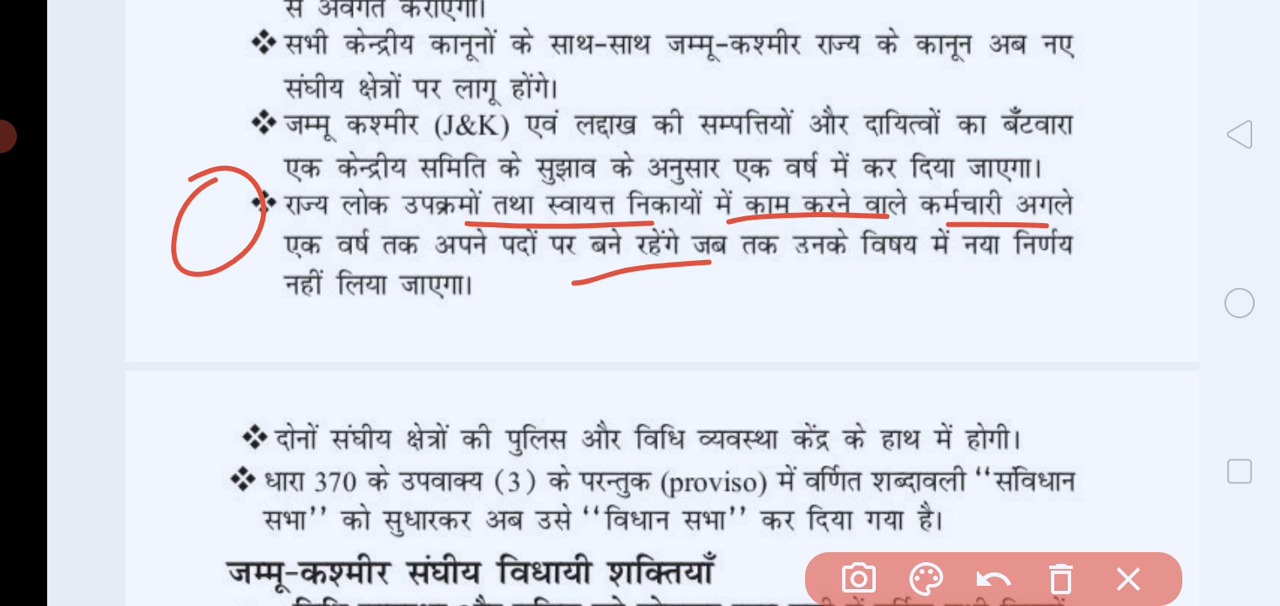 से अवगत कराएगा।
❖ सभी केन्द्रीय कानूनों के साथ-साथ जम्मू-कश्मीर राज्य के कानून अब नए
संघीय क्षेत्रों पर लागू होंगे।
❖ जम्मू कश्मीर (J&K) एवं लद्दाख की सम्पत्तियों और दायित्वों का बँटवारा
एक केन्द्रीय समिति के सुझाव के अनुसार एक वर्ष में कर दिया जाएगा।
❖ राज्य लोक उपक्रमों तथा स्वायत्त निकायों में काम करने वाले कर्मचारी अगले
एक वर्ष तक अपने पदों पर बने रहेंगे जब तक उनके विषय में नया निर्णय
नहीं लिया जाएगा।
❖ दोनों संघीय क्षेत्रों की पुलिस और विधि व्यवस्था केंद्र के हाथ में होगी।
❖ धारा 370 के उपवाक्य (3) के परन्तुक (proviso) में वर्णित शब्दावली ‘‘संविधान
सभा’’ को सुधारकर अब उसे ‘‘विधान सभा’’ कर दिया गया है।
जम्मू-कश्मीर संघीय विधायी शक्तियाँ